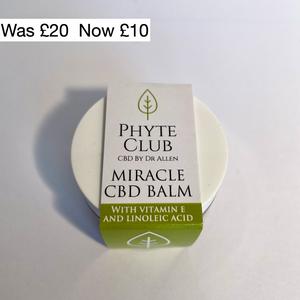 Was £20  Now £10
PHYTE
CLUB
CBD BY DR ALLEN
MIRACLE
CBD BALM
WITH VITAMIN E
AND LINOLEIC ACID